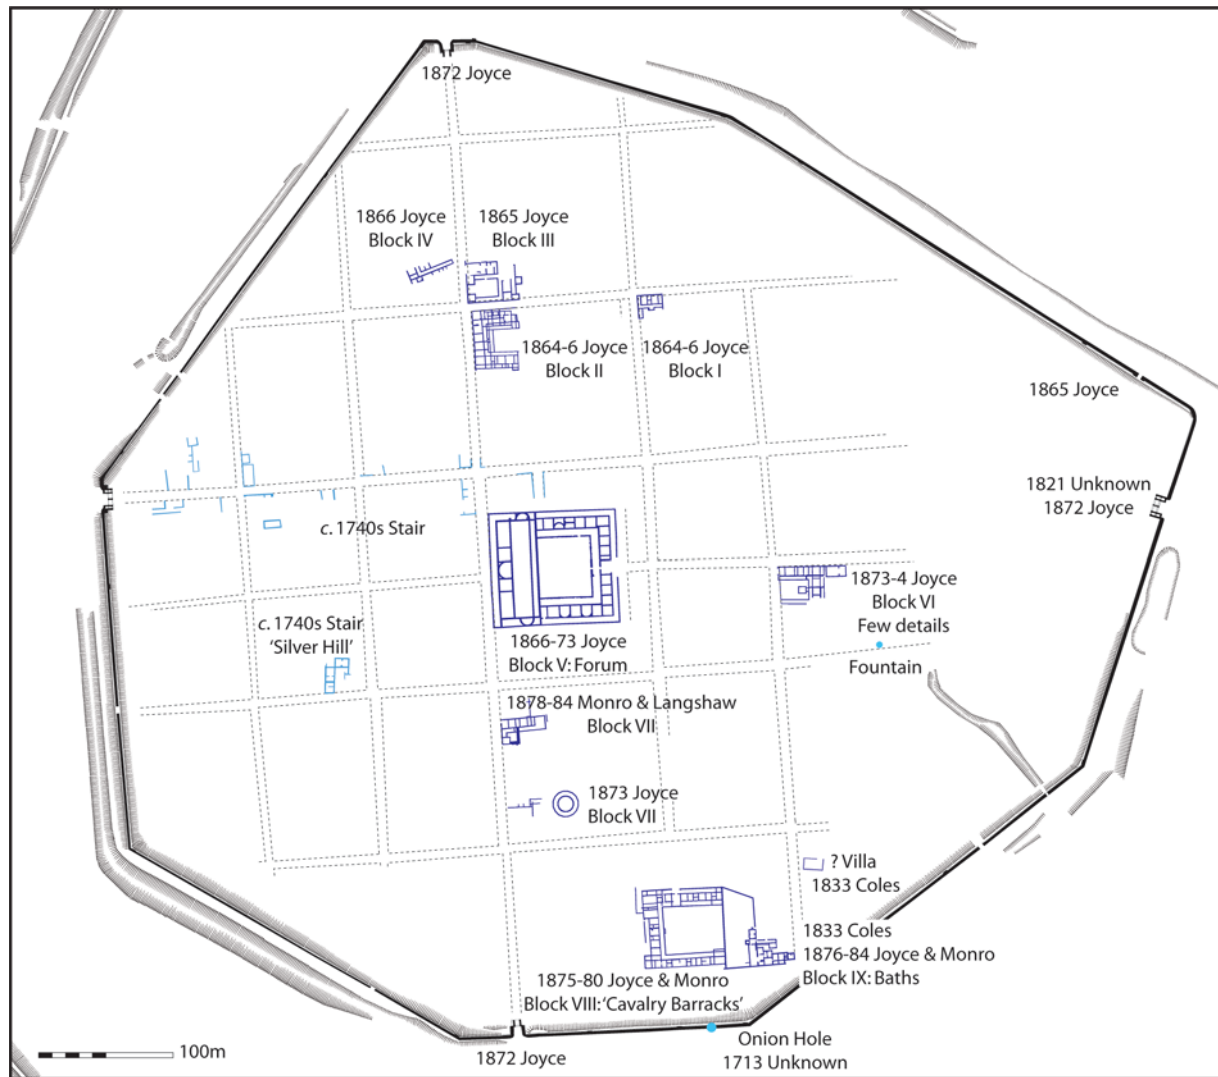 1872 Joyce
1866 Joyce
Block IV
1865 Joyce
Block III
1864-6 Joyce
Block II
1864-6 Joyce
Block I
1865 Joyce
1821 Unknown
1872 Joyce
c. 1740s Stair
c. 1740s Stair
'Silver Hill'
1866-73 Joyce
Block V: Forum
1873-4 Joyce
Block VI
Few details
Fountain
1878-84 Monro & Langshaw
Block VII
1873 Joyce
Block VII
? Villa
1833 Coles
1833 Coles
1876-84 Joyce & Monro
Block IX: Baths
1875-80 Joyce & Monro
Block VIII: 'Cavalry Barracks'
Onion Hole
1713 Unknown
1872 Joyce
100m